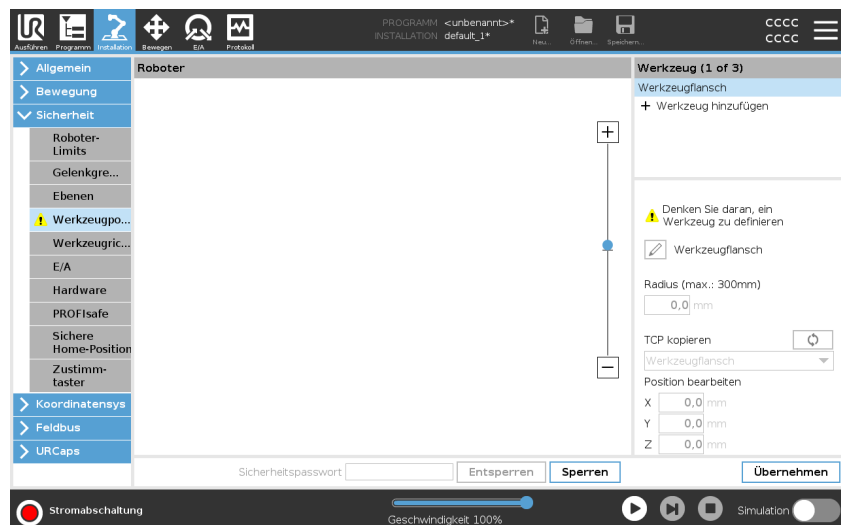 UR
Ausführen
Programm
Installation
Bewegen
E/A
Protokol
PROGRAMM <unbenannt>*
INSTALLATION default_1*
Neu...
Öffnen...
Speichern...
CCCC
CCCC
Allgemein
Bewegung
Sicherheit
Roboter-
Limits
Gelenkgre...
Ebenen
Werkzeugpo...
Werkzeugric...
E/A
Hardware
PROFIsafe
Sichere
Home-Position
Zustimm-
taster
Koordinatensys
Feldbus
URCaps
Roboter
Werkzeug (1 of 3)
Werkzeugflansch
+ Werkzeug hinzufügen
Denken Sie daran, ein
Werkzeug zu definieren
Werkzeugflansch
Radius (max.: 300mm)
0,0 mm
TCP kopieren
Werkzeugflansch
Position bearbeiten
X 0,0 mm
Y 0,0 mm
Z 0,0 mm
Sicherheitspasswort
Entsperren
Sperren
Übernehmen
Stromabschaltung
Geschwindigkeit 100%
Simulation